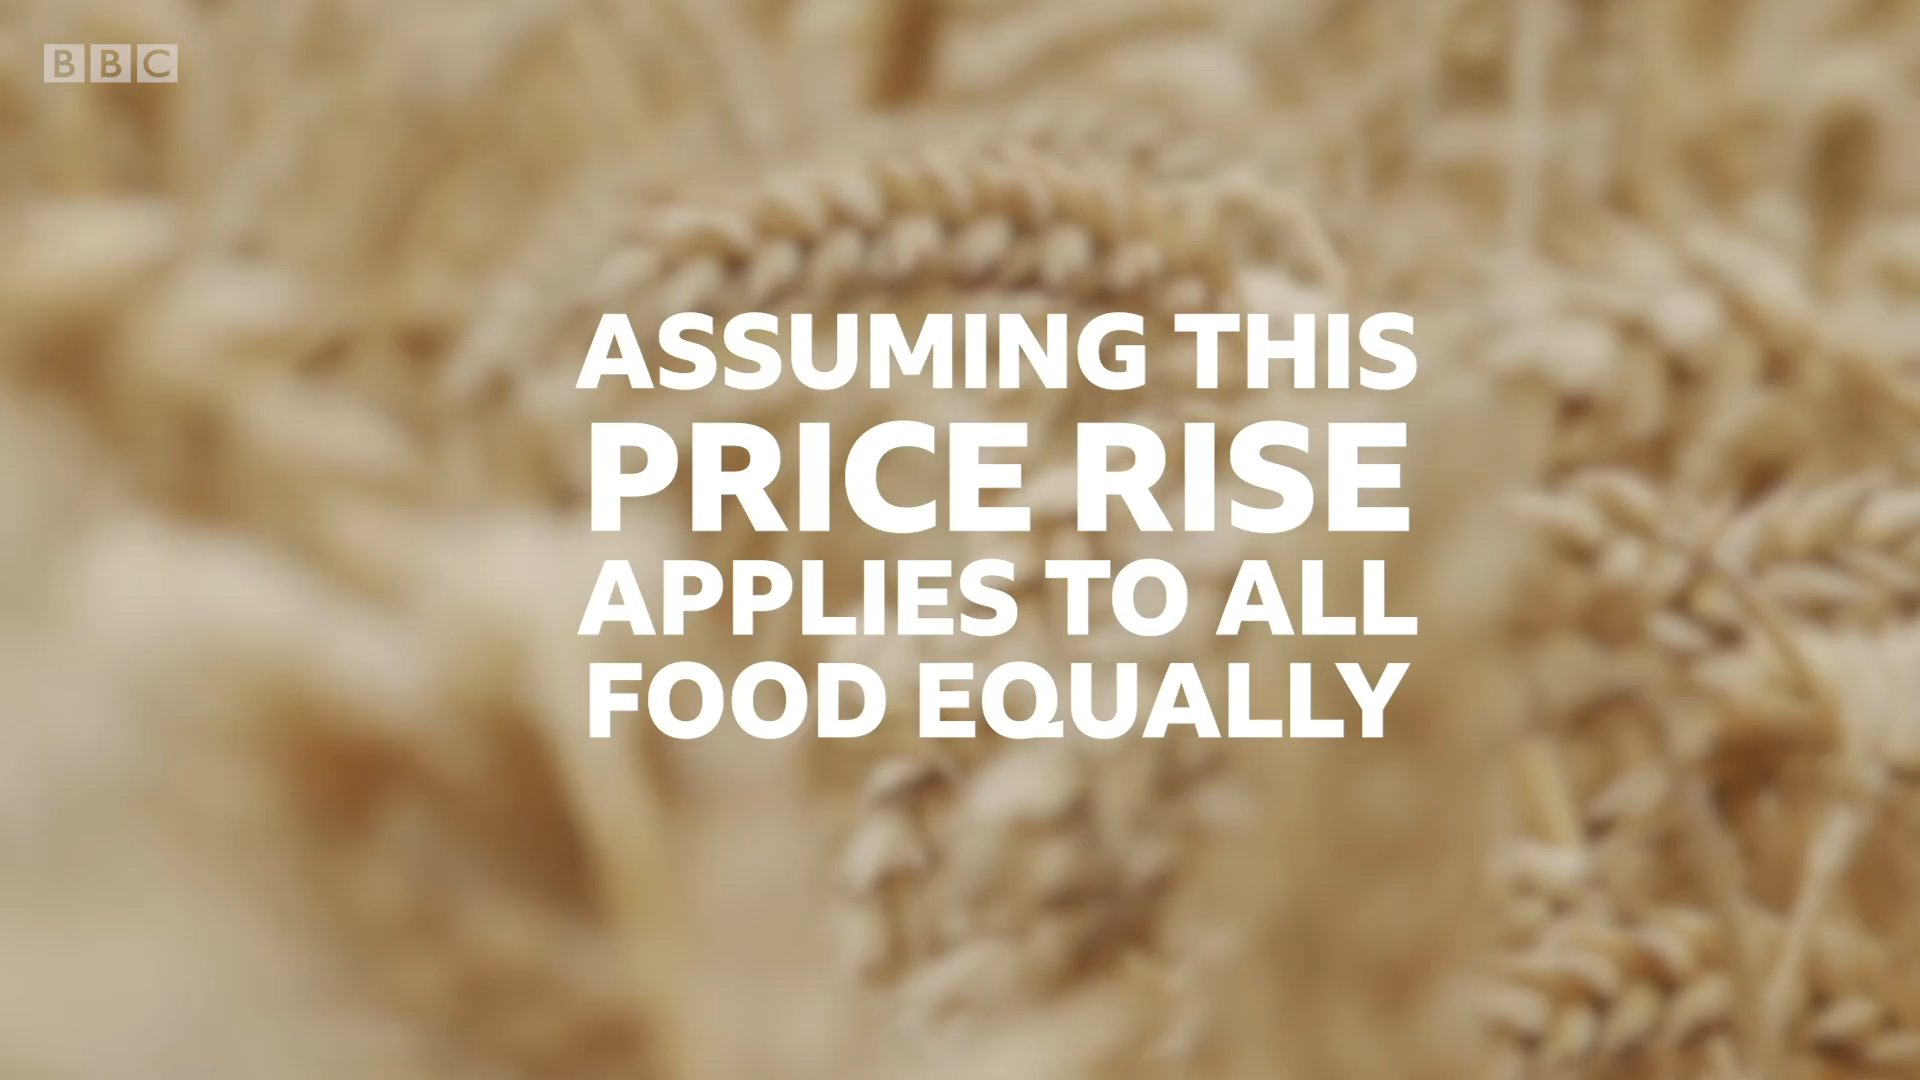 BBC
ASSUMING THIS
PRICE RISE
APPLIES TO ALL
FOOD EQUALLY